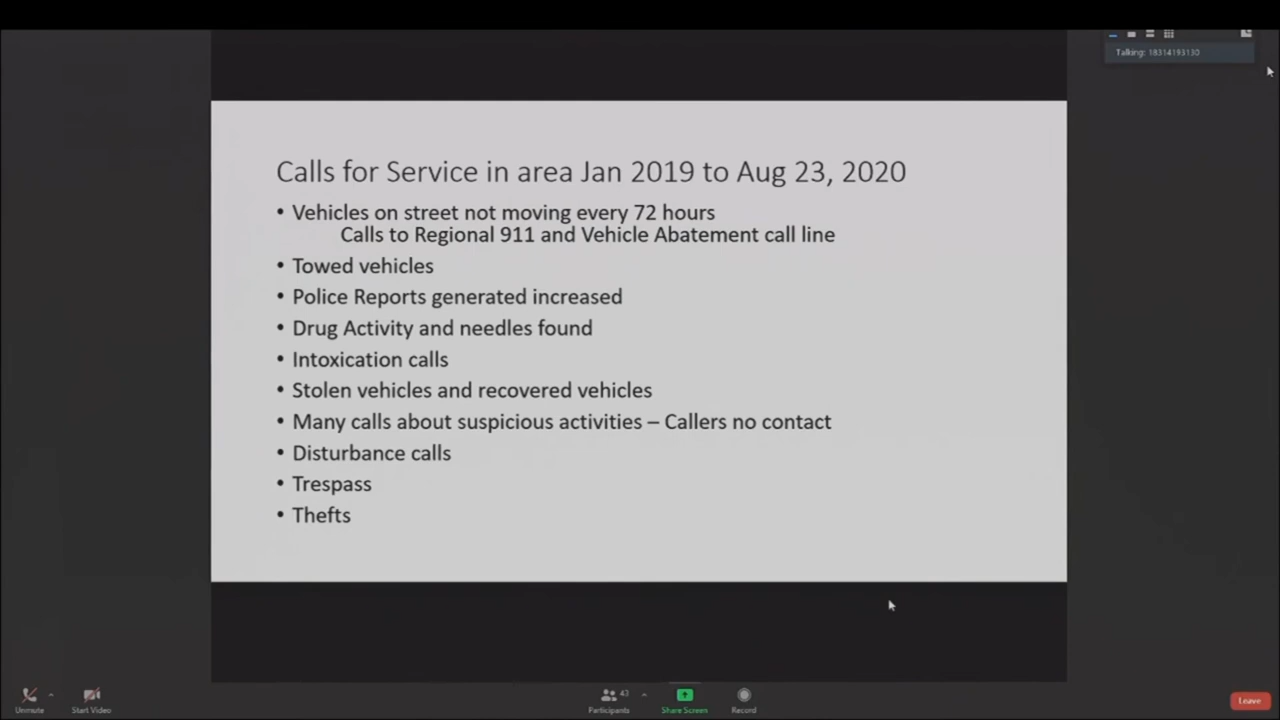 Talking: 18314193130
Calls for Service in area Jan 2019 to Aug 23, 2020
• Vehicles on street not moving every 72 hours
Calls to Regional 911 and Vehicle Abatement call line
• Towed vehicles
• Police Reports generated increased
• Drug Activity and needles found
• Intoxication calls
• Stolen vehicles and recovered vehicles
• Many calls about suspicious activities – Callers no contact
• Disturbance calls
• Trespass
• Thefts
Unmute
Start Video
43
Participants
Share Screen
Record
Leave